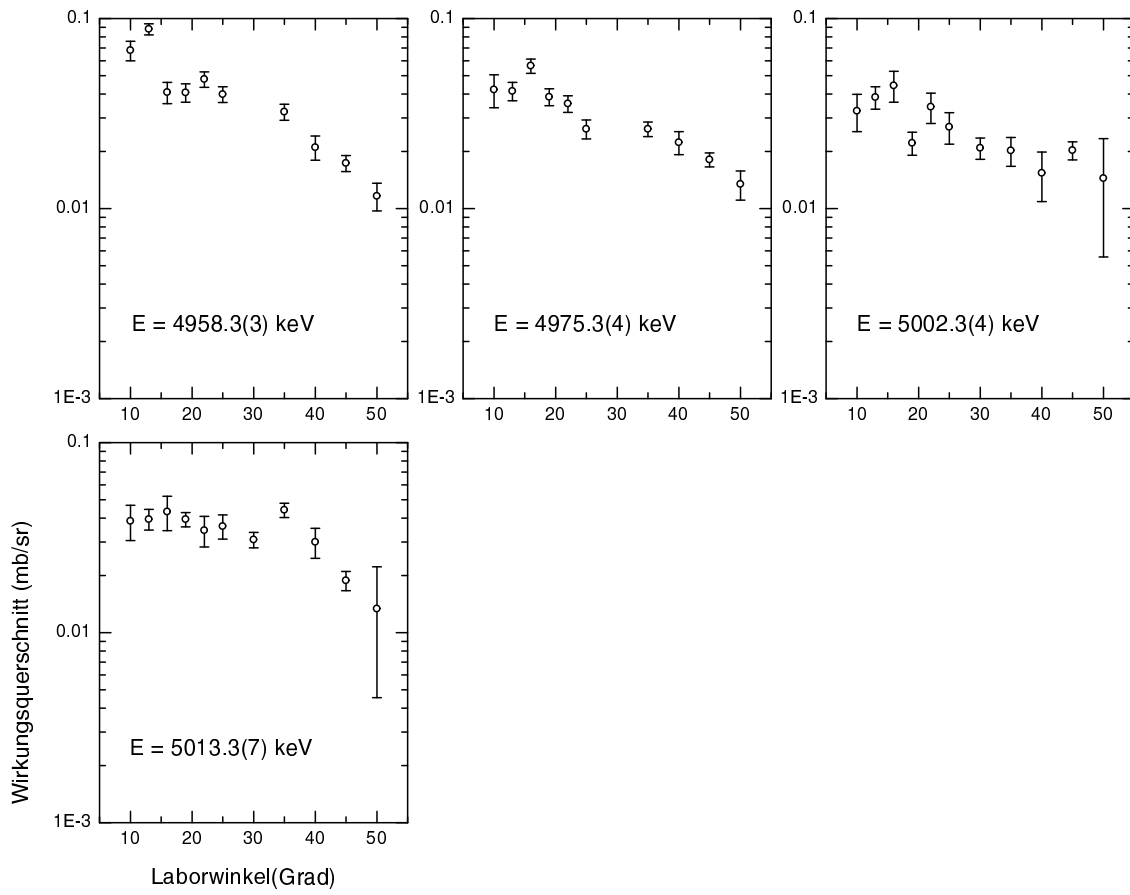 0.1
0.01
1E-3
10 20 30 40 50
E = 4958.3(3) keV
0.1
0.01
1E-3
10 20 30 40 50
E = 4975.3(4) keV
0.1
0.01
1E-3
10 20 30 40 50
E = 5002.3(4) keV
0.1
0.01
1E-3
10 20 30 40 50
E = 5013.3(7) keV
Wirkungsquerschnitt (mb/sr)
Laborwinkel(Grad)